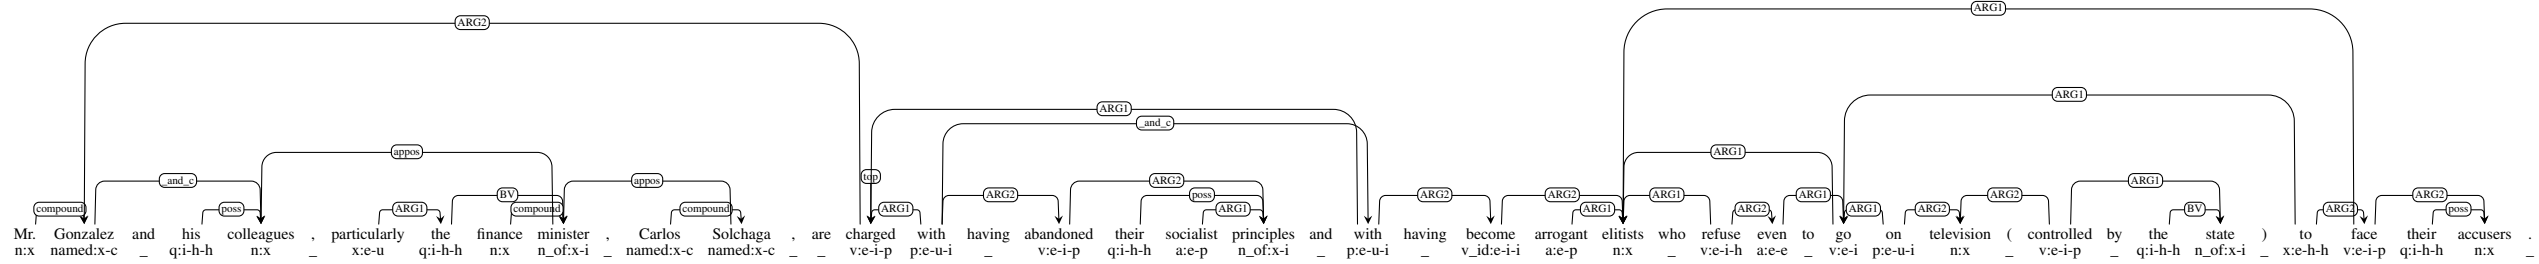 ARG2 ARG1
ARG1 ARG1
_and_c
appos ARG1
top
_and_c appos ARG2 ARG1
BV ARG2 poss ARG2 ARG2 ARG1 ARG2 ARG2
compound poss ARG1 compound compound ARG1 ARG1 ARG1 ARG2 ARG1 ARG1 ARG2 BV ARG2 poss
Mr. Gonzalez and his colleagues , particularly the finance minister , Carlos Solchaga , are charged with having abandoned their socialist principles and with having become arrogant elitists who refuse even to go on television ( controlled by the state ) to face their accusers .
n:x named:x-c _ q:i-h-h n:x _ x:e-u q:i-h-h n:x n_of:x-i _ named:x-c named:x-c _ _ v:e-i-p p:e-u-i _ v:e-i-p q:i-h-h a:e-p n_of:x-i _ p:e-u-i _ v_id:e-i-i a:e-p n:x _ v:e-i-h a:e-e _ v:e-i p:e-u-i n:x _ v:e-i-p _ q:i-h-h n_of:x-i _ x:e-h-h v:e-i-p q:i-h-h n:x _